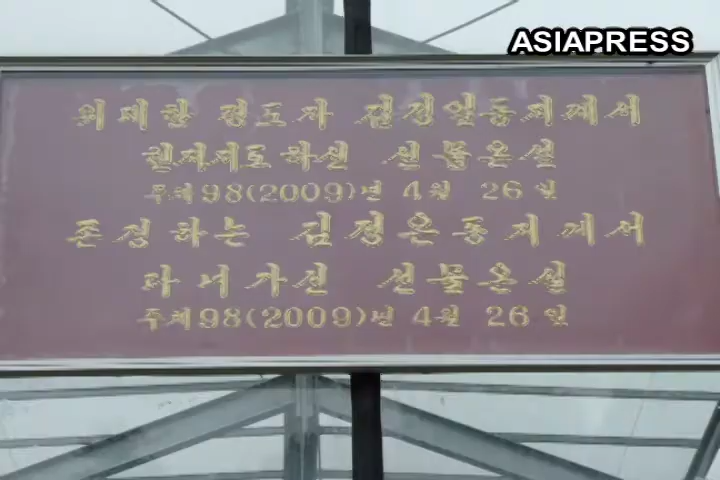 ASIAPRESS
위대한 령도자 김정일동지께서
현지지도하신 선물온실
주체98(2009)년 4월 26일
존경하는 김정은동지께서
다녀가신 선물온실
주체98(2009)년 4월 26일